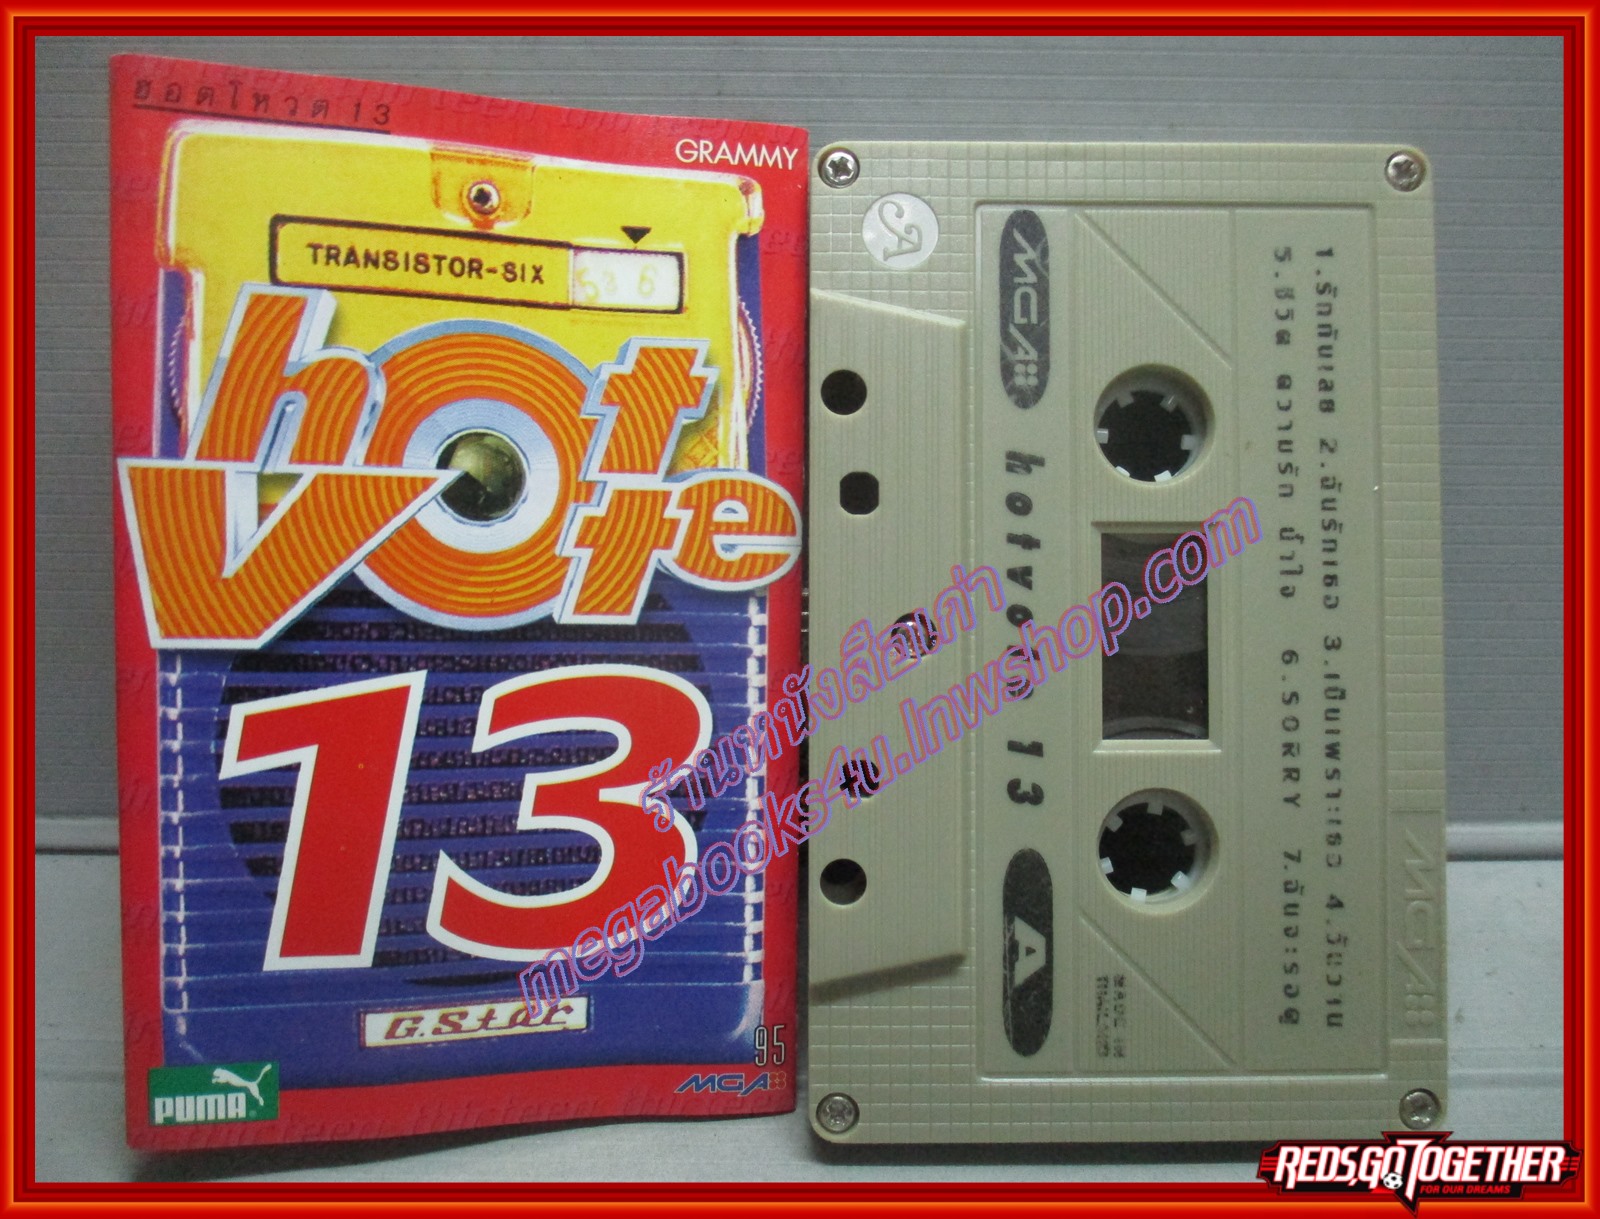 ฮอตโหวต 13
GRAMMY
TRANSISTOR-SIX
536
hot
vote
13
G.Star
95
MGA
PUMA
MGA
hotvote 13
A
1.รักกันเลย 2.ฉันรักเธอ 3.เป็นเพราะเธอ 4.วันวาน
5.ชีวิต ความรัก น้ำใจ 6.SORRY 7.ฉันจะรอดู
MADE IN
THAILAND
MGA
ร้านหนังสือเก่า
megabooks4u.lnwshop.com
REDS,GO TOGETHER
FOR OUR DREAMS